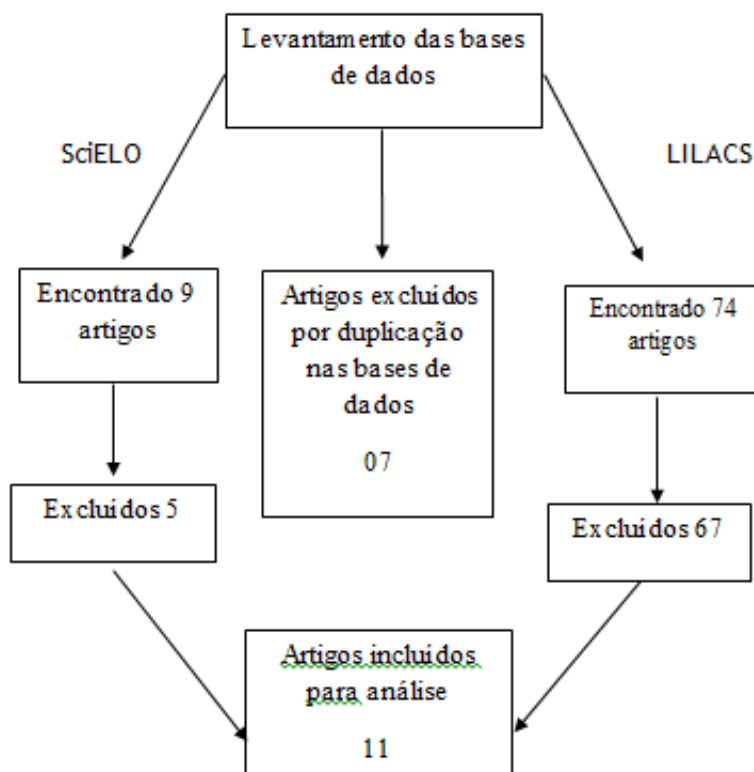 Levantamento das bases
de dados
SciELO
LILACS
Encontrado 9
artigos
Artigos excluídos
por duplicação
nas bases de
dados
07
Encontrado 74
artigos
Excluídos 5
Excluídos 67
Artigos incluídos
para análise
11